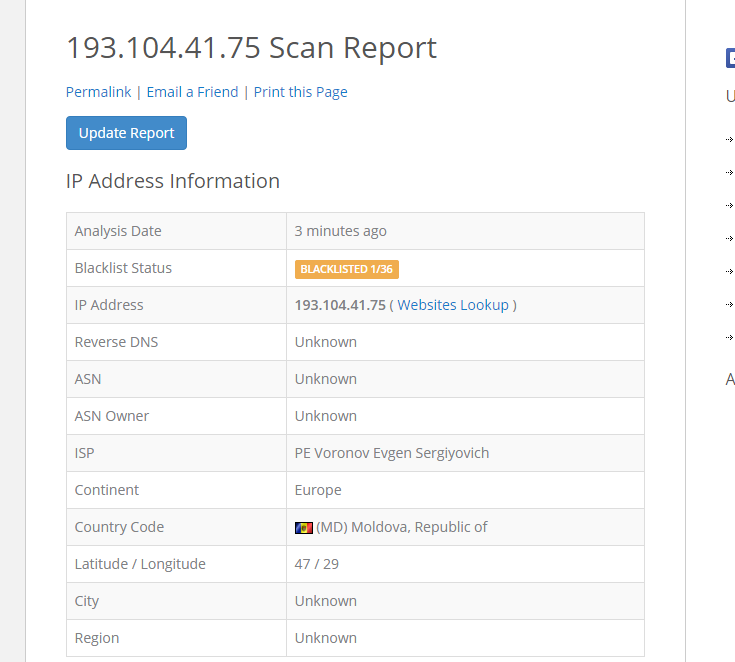 193.104.41.75 Scan Report
Permalink | Email a Friend | Print this Page
Update Report
IP Address Information
Analysis Date 3 minutes ago
Blacklist Status BLACKLISTED 1/36
IP Address 193.104.41.75 ( Websites Lookup )
Reverse DNS Unknown
ASN Unknown
ASN Owner Unknown
ISP PE Voronov Evgen Sergiyovich
Continent Europe
Country Code (MD) Moldova, Republic of
Latitude / Longitude 47 / 29
City Unknown
Region Unknown